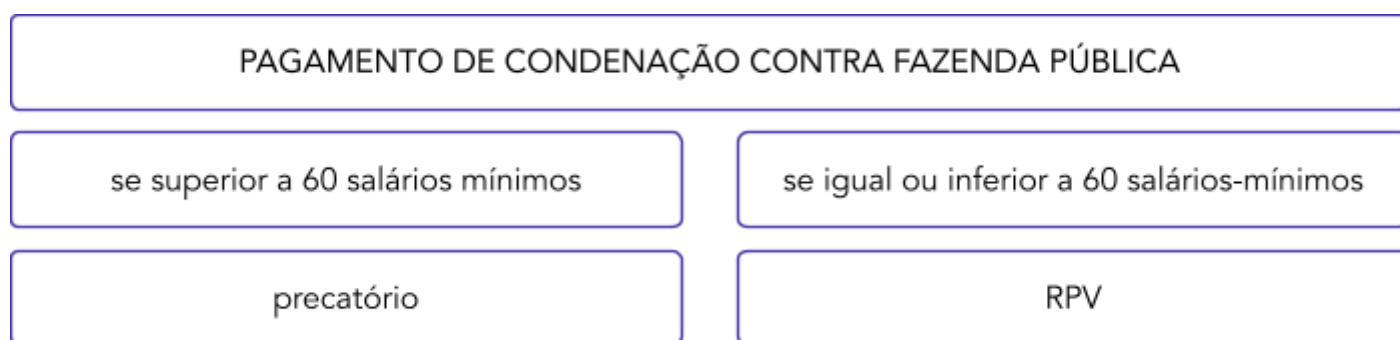 PAGAMENTO DE CONDENAÇÃO CONTRA FAZENDA PÚBLICA
se superior a 60 salários mínimos
se igual ou inferior a 60 salários-mínimos
precatório
RPV